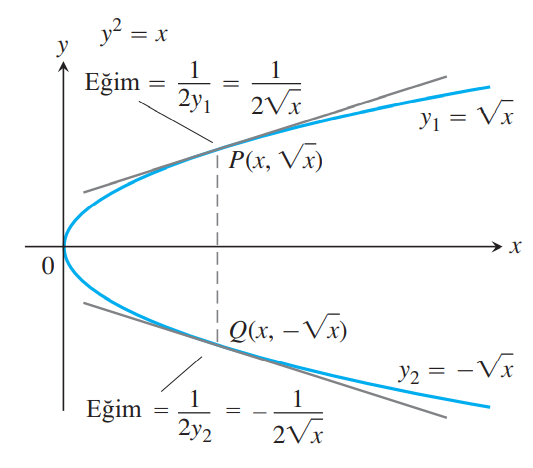 y² = x
y
Eğim = 1/(2y₁) = 1/(2√x)
y₁ = √x
P(x, √x)
x
0
Q(x, −√x)
y₂ = −√x
Eğim = 1/(2y₂) = − 1/(2√x)